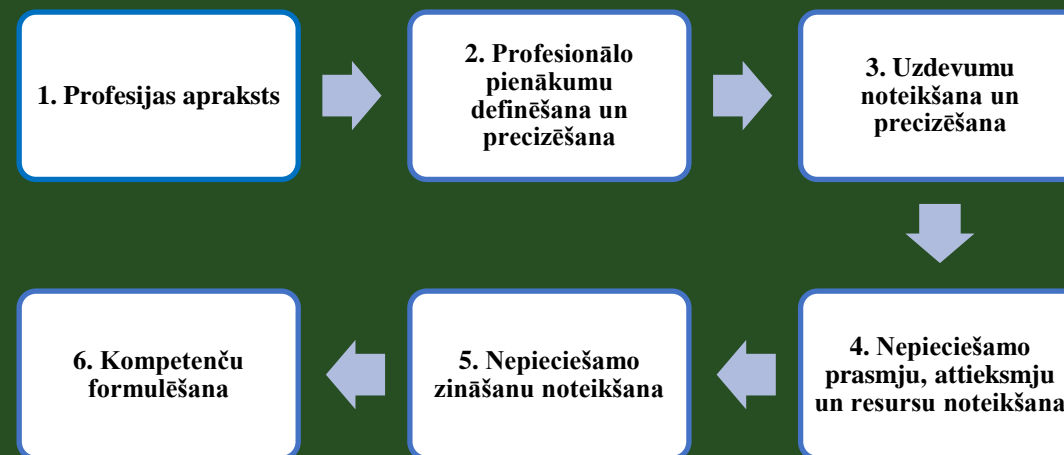 1. Profesijas apraksts
2. Profesionālo
pienākumu
definēšana un
precizēšana
3. Uzdevumu
noteikšana un
precizēšana
4. Nepieciešamo
prasmju, attieksmju
un resursu noteikšana
5. Nepieciešamo
zināšanu noteikšana
6. Kompetenču
formulēšana